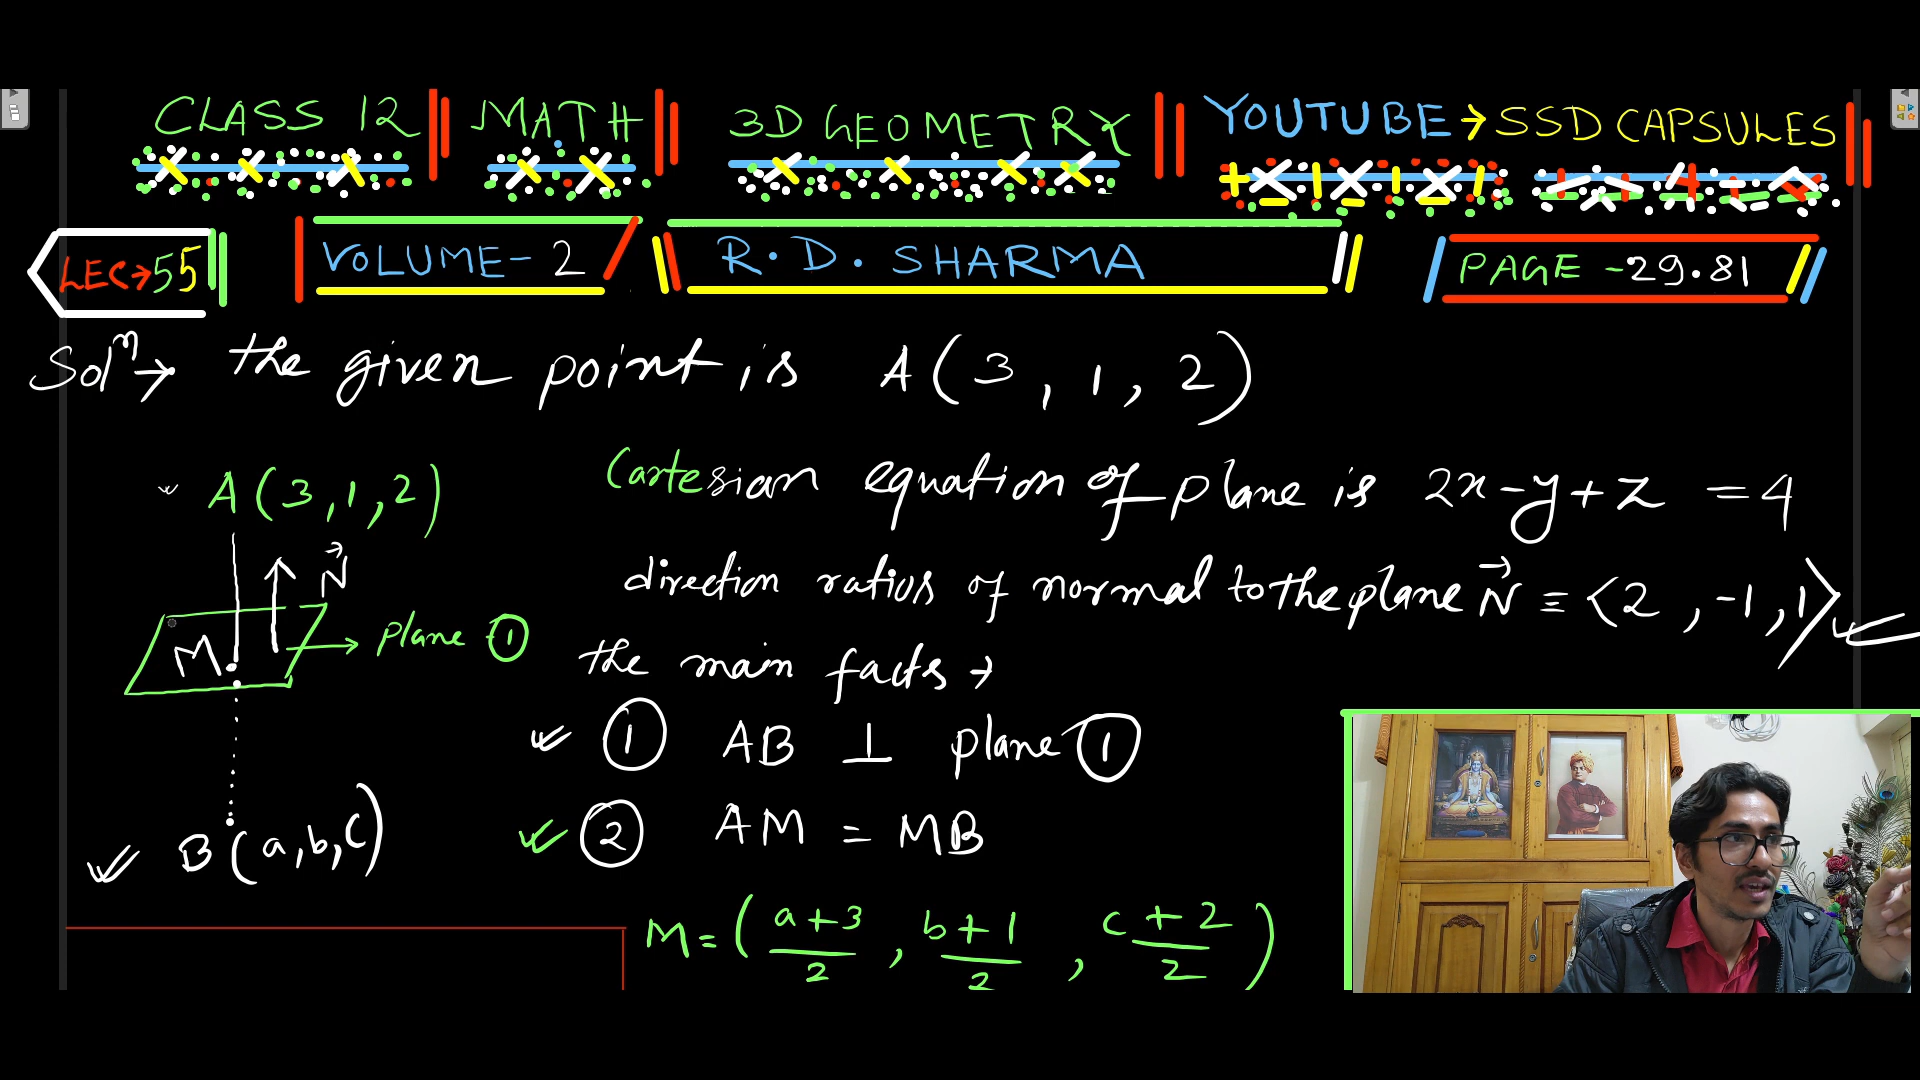 CLASS 12 MATH 3D GEOMETRY YOUTUBE → SSD CAPSULES
LEC→55 VOLUME-2 R.D. SHARMA PAGE -29.81
Solⁿ→ the given point is A(3, 1, 2)
A(3,1,2)
Cartesian equation of plane is 2x-y+z = 4
N⃗
direction ratios of normal to the plane N⃗ ≡ <2, -1, 1>
M
plane ①
the main facts →
① AB ⊥ plane ①
② AM = MB
B(a,b,c)
M = ( a+3/2 , b+1/2 , c+2/2 )